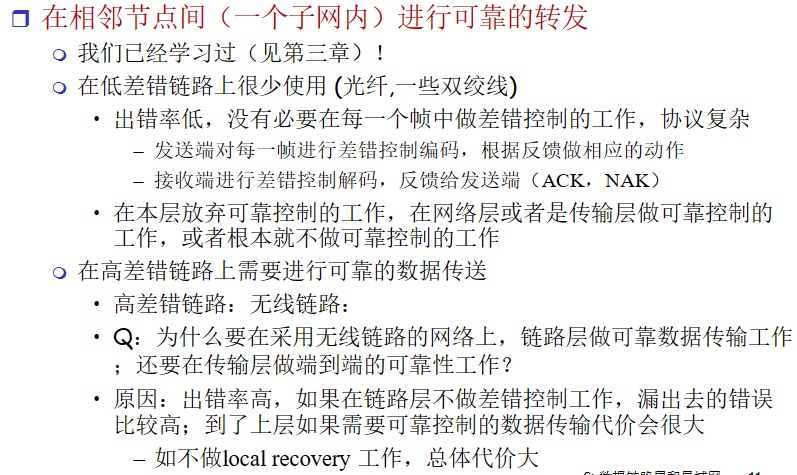 在相邻节点间（一个子网内）进行可靠的转发
我们已经学习过（见第三章）！
在低差错链路上很少使用 (光纤,一些双绞线)
• 出错率低，没有必要在每一个帧中做差错控制的工作，协议复杂
– 发送端对每一帧进行差错控制编码，根据反馈做相应的动作
– 接收端进行差错控制解码，反馈给发送端（ACK，NAK）
• 在本层放弃可靠控制的工作，在网络层或者是传输层做可靠控制的
工作，或者根本就不做可靠控制的工作
在高差错链路上需要进行可靠的数据传送
• 高差错链路：无线链路：
• Q：为什么要在采用无线链路的网络上，链路层做可靠数据传输工作
；还要在传输层做端到端的可靠性工作？
• 原因：出错率高，如果在链路层不做差错控制工作，漏出去的错误
比较高；到了上层如果需要可靠控制的数据传输代价会很大
– 如不做local recovery 工作，总体代价大